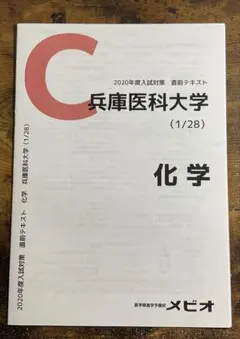 C
2020年度入試対策 直前テキスト
兵庫医科大学
（1/28）
化学
2020年度入試対策 直前テキスト 化学 兵庫医科大学（1/28）
医学部進学予備校 メビオ